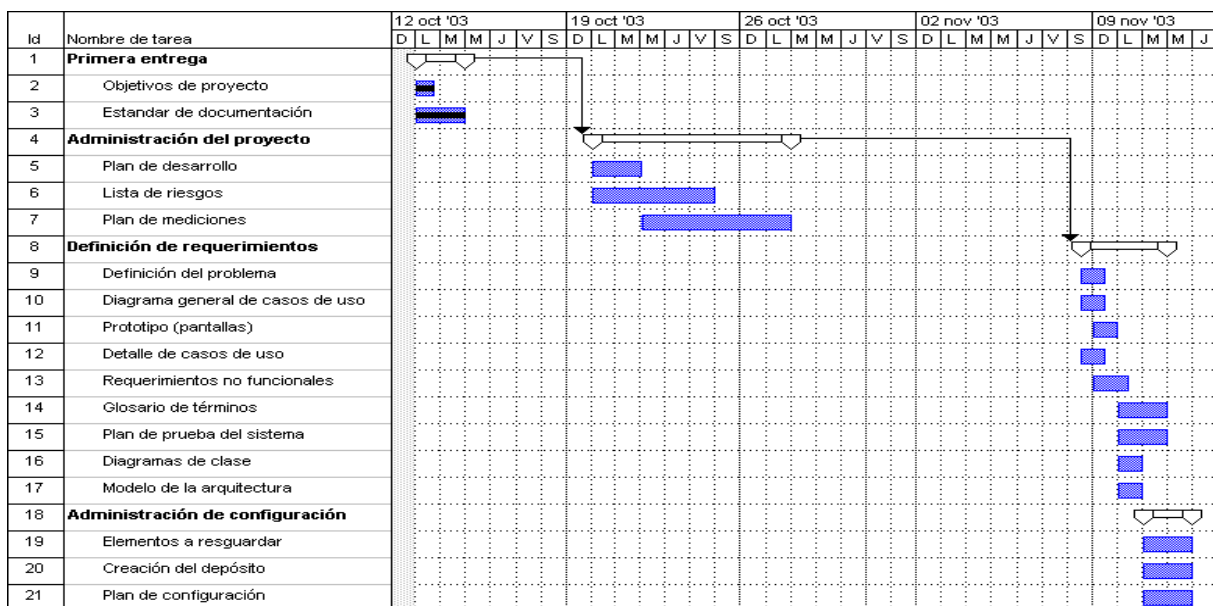 12 oct '03 19 oct '03 26 oct '03 02 nov '03 09 nov '03
Id Nombre de tarea D L M M J V S D L M M J V S D L M M J V S D L M M J V S D L M M J
1 Primera entrega
2 Objetivos de proyecto
3 Estandar de documentación
4 Administración del proyecto
5 Plan de desarrollo
6 Lista de riesgos
7 Plan de mediciones
8 Definición de requerimientos
9 Definición del problema
10 Diagrama general de casos de uso
11 Prototipo (pantallas)
12 Detalle de casos de uso
13 Requerimientos no funcionales
14 Glosario de términos
15 Plan de prueba del sistema
16 Diagramas de clase
17 Modelo de la arquitectura
18 Administración de configuración
19 Elementos a resguardar
20 Creación del depósito
21 Plan de configuración